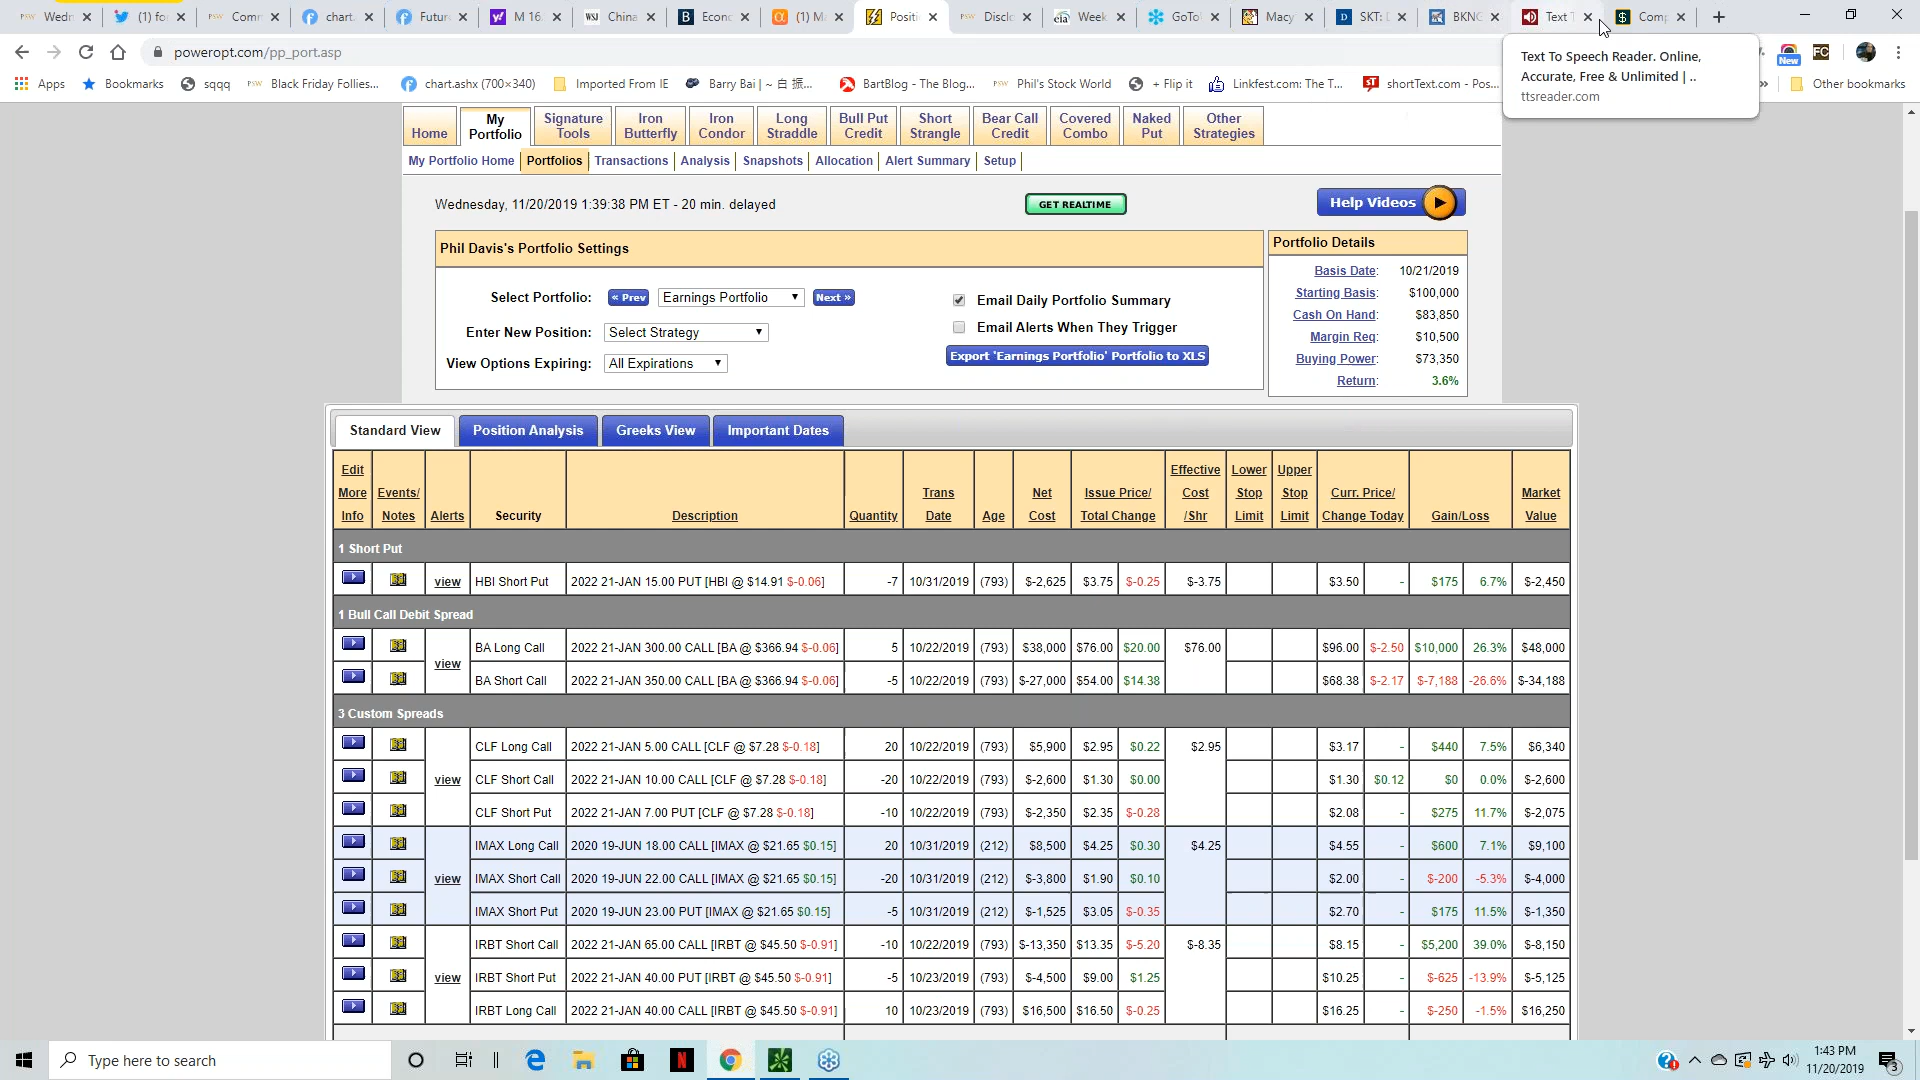 Wedn
(1) fo
Comm
chart.
Future
M 16.
WSJ China
Econo
(1) Ma
Positi
Disclo
eia Week
GoTo
Macy
SKT: D
BKNG
Text T
Comp
poweropt.com/pp_port.asp
New
FC
Text To Speech Reader. Online,
Accurate, Free & Unlimited | ..
ttsreader.com
Apps Bookmarks sqqq Black Friday Follies... chart.ashx (700×340) Imported From IE Barry Bai | ~ 白 振... BartBlog - The Blog... Phil's Stock World + Flip it Linkfest.com: The T... shortText.com - Pos... » Other bookmarks
Home My Portfolio Signature Tools Iron Butterfly Iron Condor Long Straddle Bull Put Credit Short Strangle Bear Call Credit Covered Combo Naked Put Other Strategies
My Portfolio Home Portfolios Transactions Analysis Snapshots Allocation Alert Summary Setup
Wednesday, 11/20/2019 1:39:38 PM ET - 20 min. delayed GET REALTIME Help Videos
Phil Davis's Portfolio Settings
Select Portfolio: « Prev Earnings Portfolio Next »
Enter New Position: Select Strategy
View Options Expiring: All Expirations
Email Daily Portfolio Summary
Email Alerts When They Trigger
Export 'Earnings Portfolio' Portfolio to XLS
Portfolio Details
Basis Date: 10/21/2019
Starting Basis: $100,000
Cash On Hand: $83,850
Margin Req: $10,500
Buying Power: $73,350
Return: 3.6%
Standard View Position Analysis Greeks View Important Dates
Edit More Info Events/ Notes Alerts Security Description Quantity Trans Date Age Net Cost Issue Price/ Total Change Effective Cost /Shr Lower Stop Limit Upper Stop Limit Curr. Price/ Change Today Gain/Loss Market Value
1 Short Put
view HBI Short Put 2022 21-JAN 15.00 PUT [HBI @ $14.91 $-0.06] -7 10/31/2019 (793) $-2,625 $3.75 $-0.25 $-3.75 $3.50 - $175 6.7% $-2,450
1 Bull Call Debit Spread
view
BA Long Call 2022 21-JAN 300.00 CALL [BA @ $366.94 $-0.06] 5 10/22/2019 (793) $38,000 $76.00 $20.00 $76.00 $96.00 $-2.50 $10,000 26.3% $48,000
BA Short Call 2022 21-JAN 350.00 CALL [BA @ $366.94 $-0.06] -5 10/22/2019 (793) $-27,000 $54.00 $14.38 $68.38 $-2.17 $-7,188 -26.6% $-34,188
3 Custom Spreads
CLF Long Call 2022 21-JAN 5.00 CALL [CLF @ $7.28 $-0.18] 20 10/22/2019 (793) $5,900 $2.95 $0.22 $2.95 $3.17 - $440 7.5% $6,340
view CLF Short Call 2022 21-JAN 10.00 CALL [CLF @ $7.28 $-0.18] -20 10/22/2019 (793) $-2,600 $1.30 $0.00 $1.30 $0.12 $0 0.0% $-2,600
CLF Short Put 2022 21-JAN 7.00 PUT [CLF @ $7.28 $-0.18] -10 10/22/2019 (793) $-2,350 $2.35 $-0.28 $2.08 - $275 11.7% $-2,075
IMAX Long Call 2020 19-JUN 18.00 CALL [IMAX @ $21.65 $0.15] 20 10/31/2019 (212) $8,500 $4.25 $0.30 $4.25 $4.55 - $600 7.1% $9,100
view IMAX Short Call 2020 19-JUN 22.00 CALL [IMAX @ $21.65 $0.15] -20 10/31/2019 (212) $-3,800 $1.90 $0.10 $2.00 - $-200 -5.3% $-4,000
IMAX Short Put 2020 19-JUN 23.00 PUT [IMAX @ $21.65 $0.15] -5 10/31/2019 (212) $-1,525 $3.05 $-0.35 $2.70 - $175 11.5% $-1,350
IRBT Short Call 2022 21-JAN 65.00 CALL [IRBT @ $45.50 $-0.91] -10 10/22/2019 (793) $-13,350 $13.35 $-5.20 $-8.35 $8.15 - $5,200 39.0% $-8,150
view IRBT Short Put 2022 21-JAN 40.00 PUT [IRBT @ $45.50 $-0.91] -5 10/23/2019 (793) $-4,500 $9.00 $1.25 $10.25 - $-625 -13.9% $-5,125
IRBT Long Call 2022 21-JAN 40.00 CALL [IRBT @ $45.50 $-0.91] 10 10/23/2019 (793) $16,500 $16.50 $-0.25 $16.25 - $-250 -1.5% $16,250
Type here to search
1:43 PM
11/20/2019
3